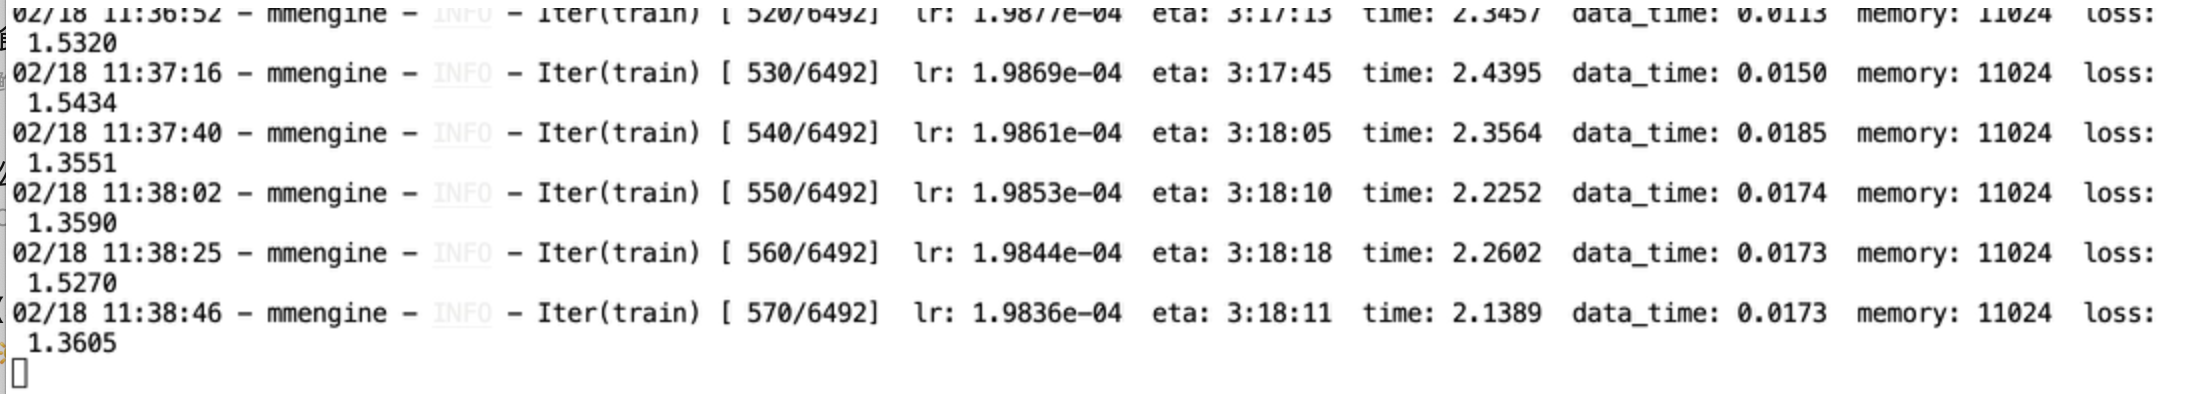 02/18 11:36:52 - mmengine - INFO - Iter(train) [ 520/6492]  lr: 1.9877e-04  eta: 3:17:13  time: 2.3457  data_time: 0.0113  memory: 11024  loss:
1.5320
02/18 11:37:16 - mmengine - INFO - Iter(train) [ 530/6492]  lr: 1.9869e-04  eta: 3:17:45  time: 2.4395  data_time: 0.0150  memory: 11024  loss:
1.5434
02/18 11:37:40 - mmengine - INFO - Iter(train) [ 540/6492]  lr: 1.9861e-04  eta: 3:18:05  time: 2.3564  data_time: 0.0185  memory: 11024  loss:
1.3551
02/18 11:38:02 - mmengine - INFO - Iter(train) [ 550/6492]  lr: 1.9853e-04  eta: 3:18:10  time: 2.2252  data_time: 0.0174  memory: 11024  loss:
1.3590
02/18 11:38:25 - mmengine - INFO - Iter(train) [ 560/6492]  lr: 1.9844e-04  eta: 3:18:18  time: 2.2602  data_time: 0.0173  memory: 11024  loss:
1.5270
02/18 11:38:46 - mmengine - INFO - Iter(train) [ 570/6492]  lr: 1.9836e-04  eta: 3:18:11  time: 2.1389  data_time: 0.0173  memory: 11024  loss:
1.3605